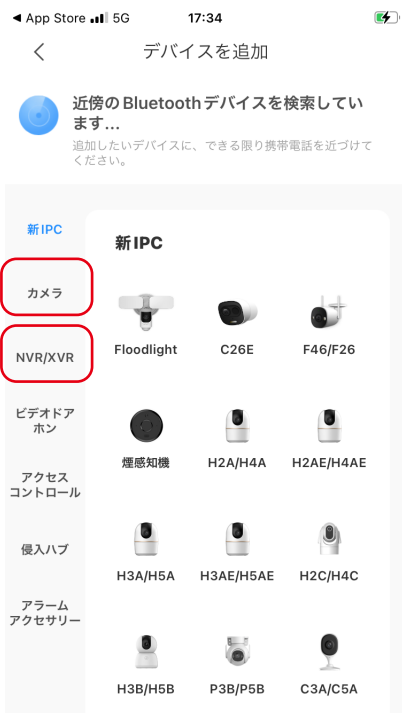 ◀ App Store 5G 17:34
デバイスを追加
近傍のBluetoothデバイスを検索してい
ます...
追加したいデバイスに、できる限り携帯電話を近づけて
ください。
新IPC
カメラ
NVR/XVR
ビデオドア
ホン
アクセス
コントロール
侵入ハブ
アラーム
アクセサリー
新IPC
Floodlight C26E F46/F26
煙感知機 H2A/H4A H2AE/H4AE
H3A/H5A H3AE/H5AE H2C/H4C
H3B/H5B P3B/P5B C3A/C5A